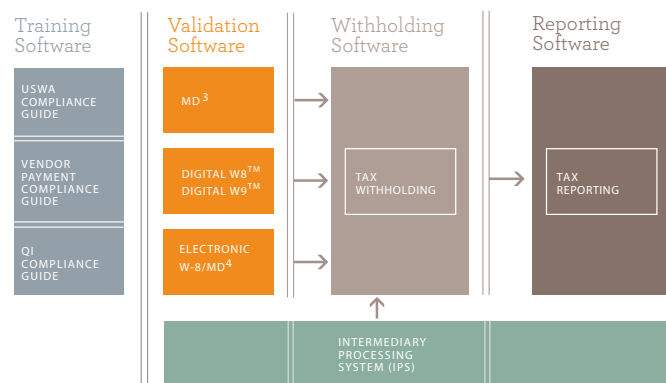 Training
Software
Validation
Software
Withholding
Software
Reporting
Software
USWA
COMPLIANCE
GUIDE
VENDOR
PAYMENT
COMPLIANCE
GUIDE
QI
COMPLIANCE
GUIDE
MD3
DIGITAL W8TM
DIGITAL W9TM
ELECTRONIC
W-8/MD4
TAX
WITHHOLDING
TAX
REPORTING
INTERMEDIARY
PROCESSING
SYSTEM (IPS)